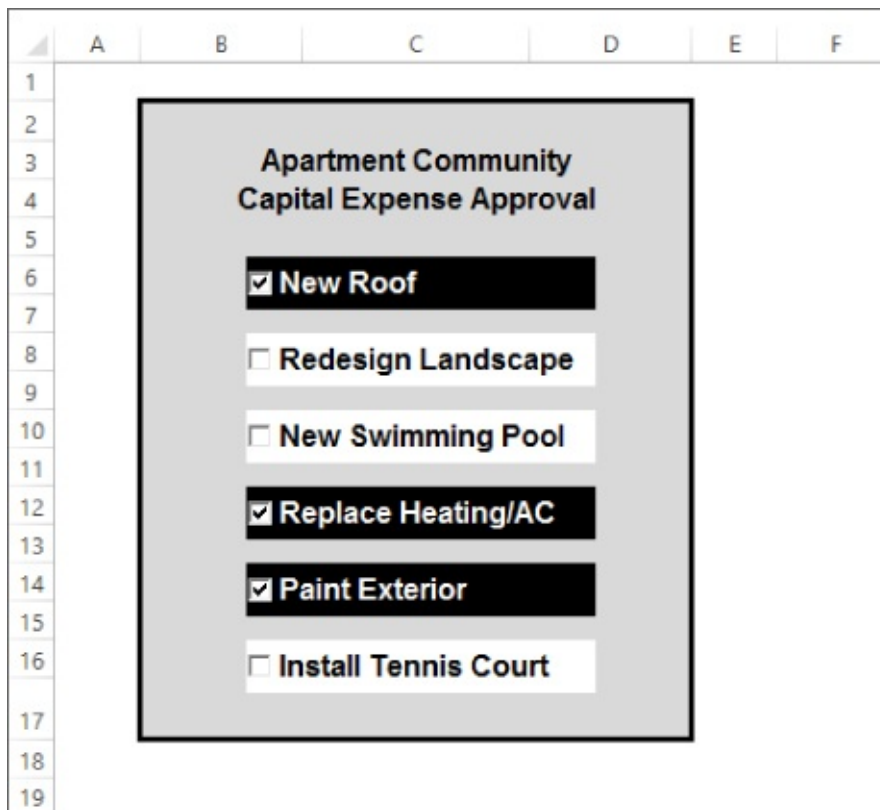 A B C D E F
1
2
3 Apartment Community
4 Capital Expense Approval
5
6 New Roof
7
8 Redesign Landscape
9
10 New Swimming Pool
11
12 Replace Heating/AC
13
14 Paint Exterior
15
16 Install Tennis Court
17
18
19